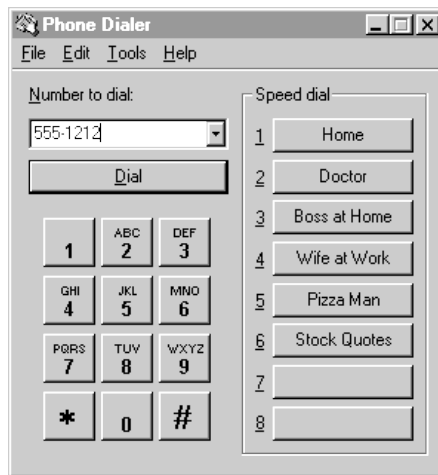 Phone Dialer
File Edit Tools Help
Number to dial:
555-1212
Dial
1
ABC
2
DEF
3
GHI
4
JKL
5
MNO
6
PQRS
7
TUV
8
WXYZ
9
*
0
#
Speed dial
1 Home
2 Doctor
3 Boss at Home
4 Wife at Work
5 Pizza Man
6 Stock Quotes
7
8